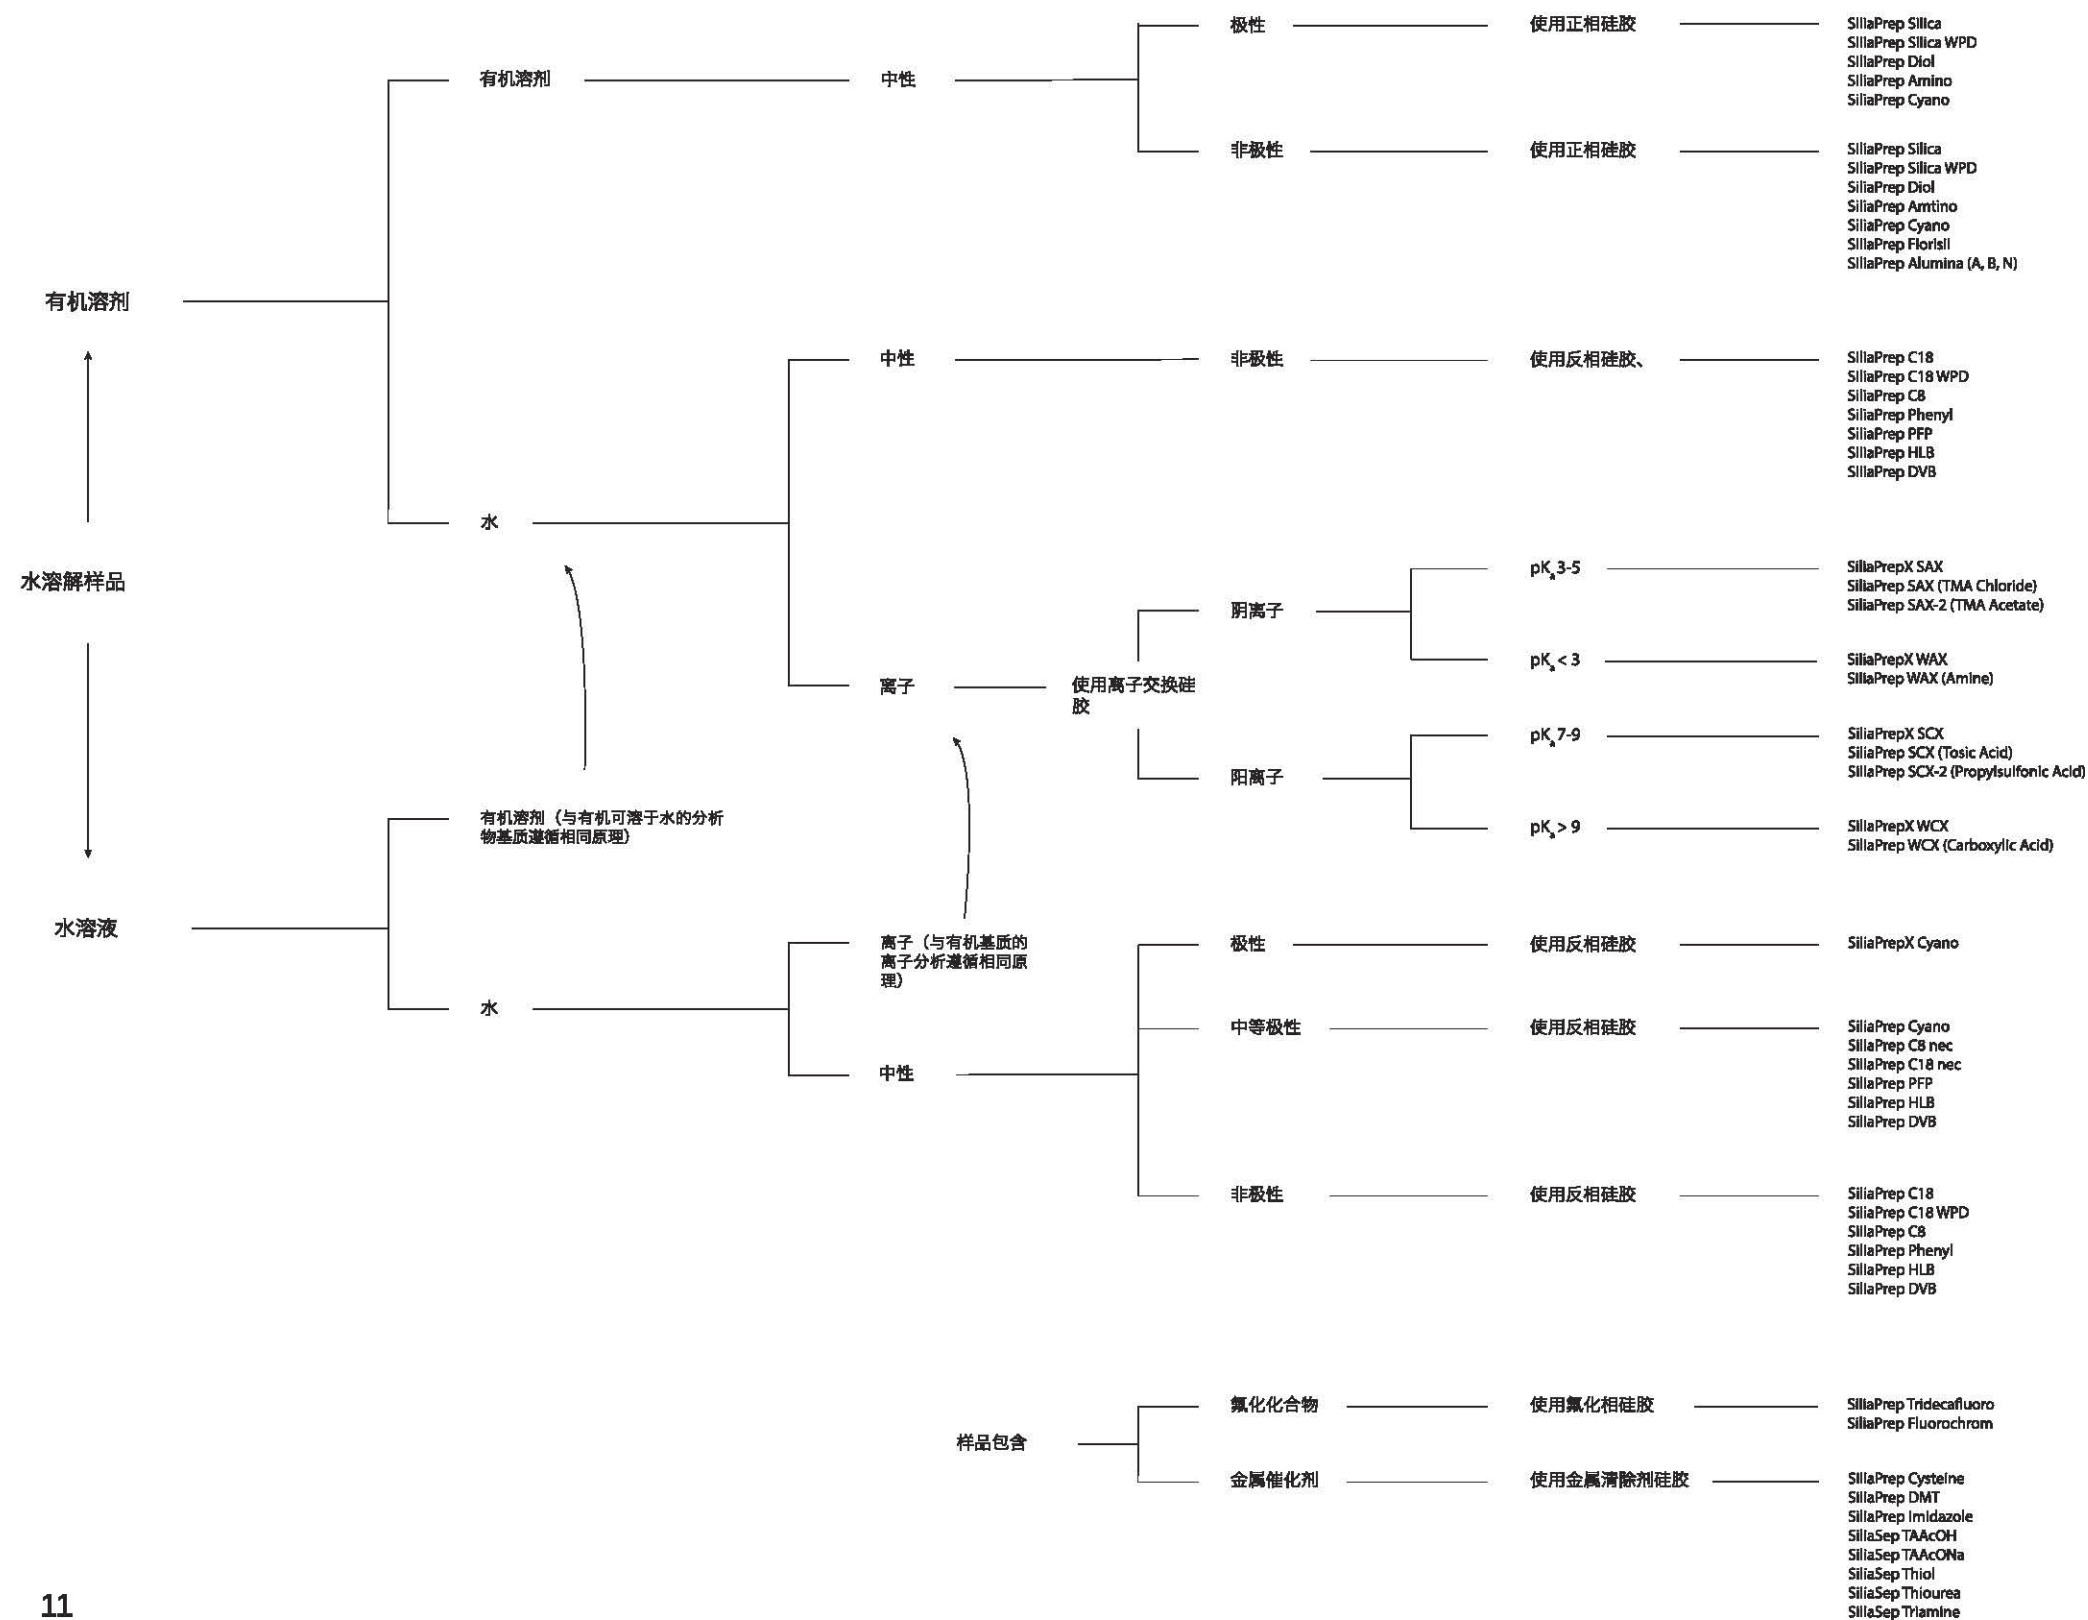 极性
使用正相硅胶
SiliaPrep Silica
SiliaPrep Silica WPD
SiliaPrep Diol
SiliaPrep Amino
SiliaPrep Cyano
有机溶剂
中性
非极性
使用正相硅胶
SiliaPrep Silica
SiliaPrep Silica WPD
SiliaPrep Diol
SiliaPrep Amtino
SiliaPrep Cyano
SiliaPrep Florisil
SiliaPrep Alumina (A, B, N)
有机溶剂
中性
非极性
使用反相硅胶、
SiliaPrep C18
SiliaPrep C18 WPD
SiliaPrep C8
SiliaPrep Phenyl
SiliaPrep PFP
SiliaPrep HLB
SiliaPrep DVB
水
水溶解样品
阴离子
pKa 3-5
SiliaPrepX SAX
SiliaPrep SAX (TMA Chloride)
SiliaPrep SAX-2 (TMA Acetate)
pKa < 3
SiliaPrepX WAX
SiliaPrep WAX (Amine)
离子
使用离子交换硅
胶
阳离子
pKa 7-9
SiliaPrepX SCX
SiliaPrep SCX (Tosic Acid)
SiliaPrep SCX-2 (Propylsulfonic Acid)
pKa > 9
SiliaPrepX WCX
SiliaPrep WCX (Carboxylic Acid)
有机溶剂（与有机可溶于水的分析
物基质遵循相同原理）
水溶液
离子（与有机基质的
离子分析遵循相同原
理）
极性
使用反相硅胶
SiliaPrepX Cyano
水
中等极性
使用反相硅胶
SiliaPrep Cyano
SiliaPrep C8 nec
SiliaPrep C18 nec
SiliaPrep PFP
SiliaPrep HLB
SiliaPrep DVB
中性
非极性
使用反相硅胶
SiliaPrep C18
SiliaPrep C18 WPD
SiliaPrep C8
SiliaPrep Phenyl
SiliaPrep HLB
SiliaPrep DVB
样品包含
氟化化合物
使用氟化相硅胶
SiliaPrep Tridecafluoro
SiliaPrep Fluorochrom
金属催化剂
使用金属清除剂硅胶
SiliaPrep Cysteine
SiliaPrep DMT
SiliaPrep Imidazole
SiliaSep TAAcOH
SiliaSep TAAcONa
SiliaSep Thiol
SiliaSep Thiourea
SiliaSep Triamine
11